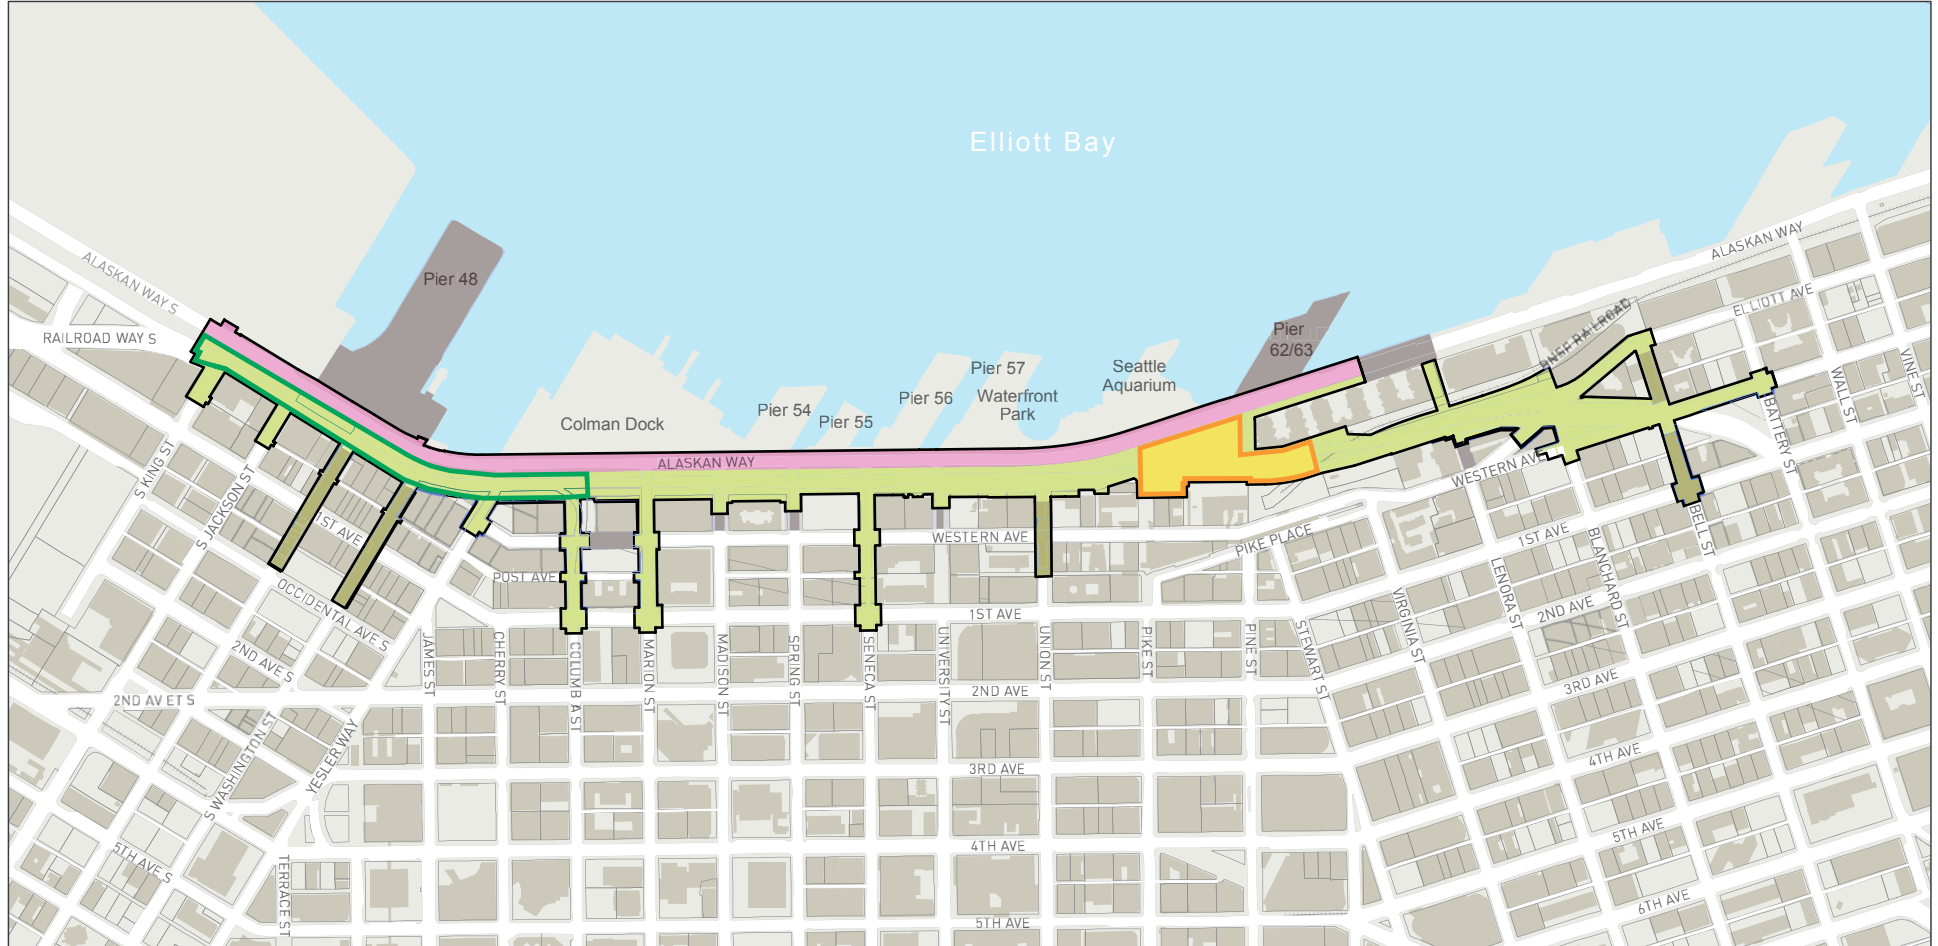 Elliott Bay
ALASKAN WAY
ALASKAN WAY S
Pier 48
ELLIOTT AVE
BNSF RAILROAD
RAILROAD WAY S
Pier
62/63
VINE ST
Pier 57
Seattle
Aquarium
Pier 56
Waterfront
Park
WALL ST
Pier 54
Pier 55
Colman Dock
BATTERY ST
ALASKAN WAY
S KING ST
WESTERN AVE
S JACKSON ST
1ST AVE
WESTERN AVE
PIKE PLACE
1ST AVE
BELL ST
BLANCHARD ST
POST AVE
LENORA ST
OCCIDENTAL AVE S
1ST AVE
VIRGINIA ST
2ND AVE
2ND AVE S
JAMES ST
CHERRY ST
COLUMBIA ST
MARION ST
MADISON ST
SPRING ST
SENECA ST
UNIVERSITY ST
UNION ST
PIKE ST
PINE ST
STEWART ST
2ND AV ET S
2ND AVE
3RD AVE
S WASHINGTON ST
YESLER WAY
3RD AVE
4TH AVE
5TH AVE S
4TH AVE
5TH AVE
TERRACE ST
5TH AVE
6TH AVE